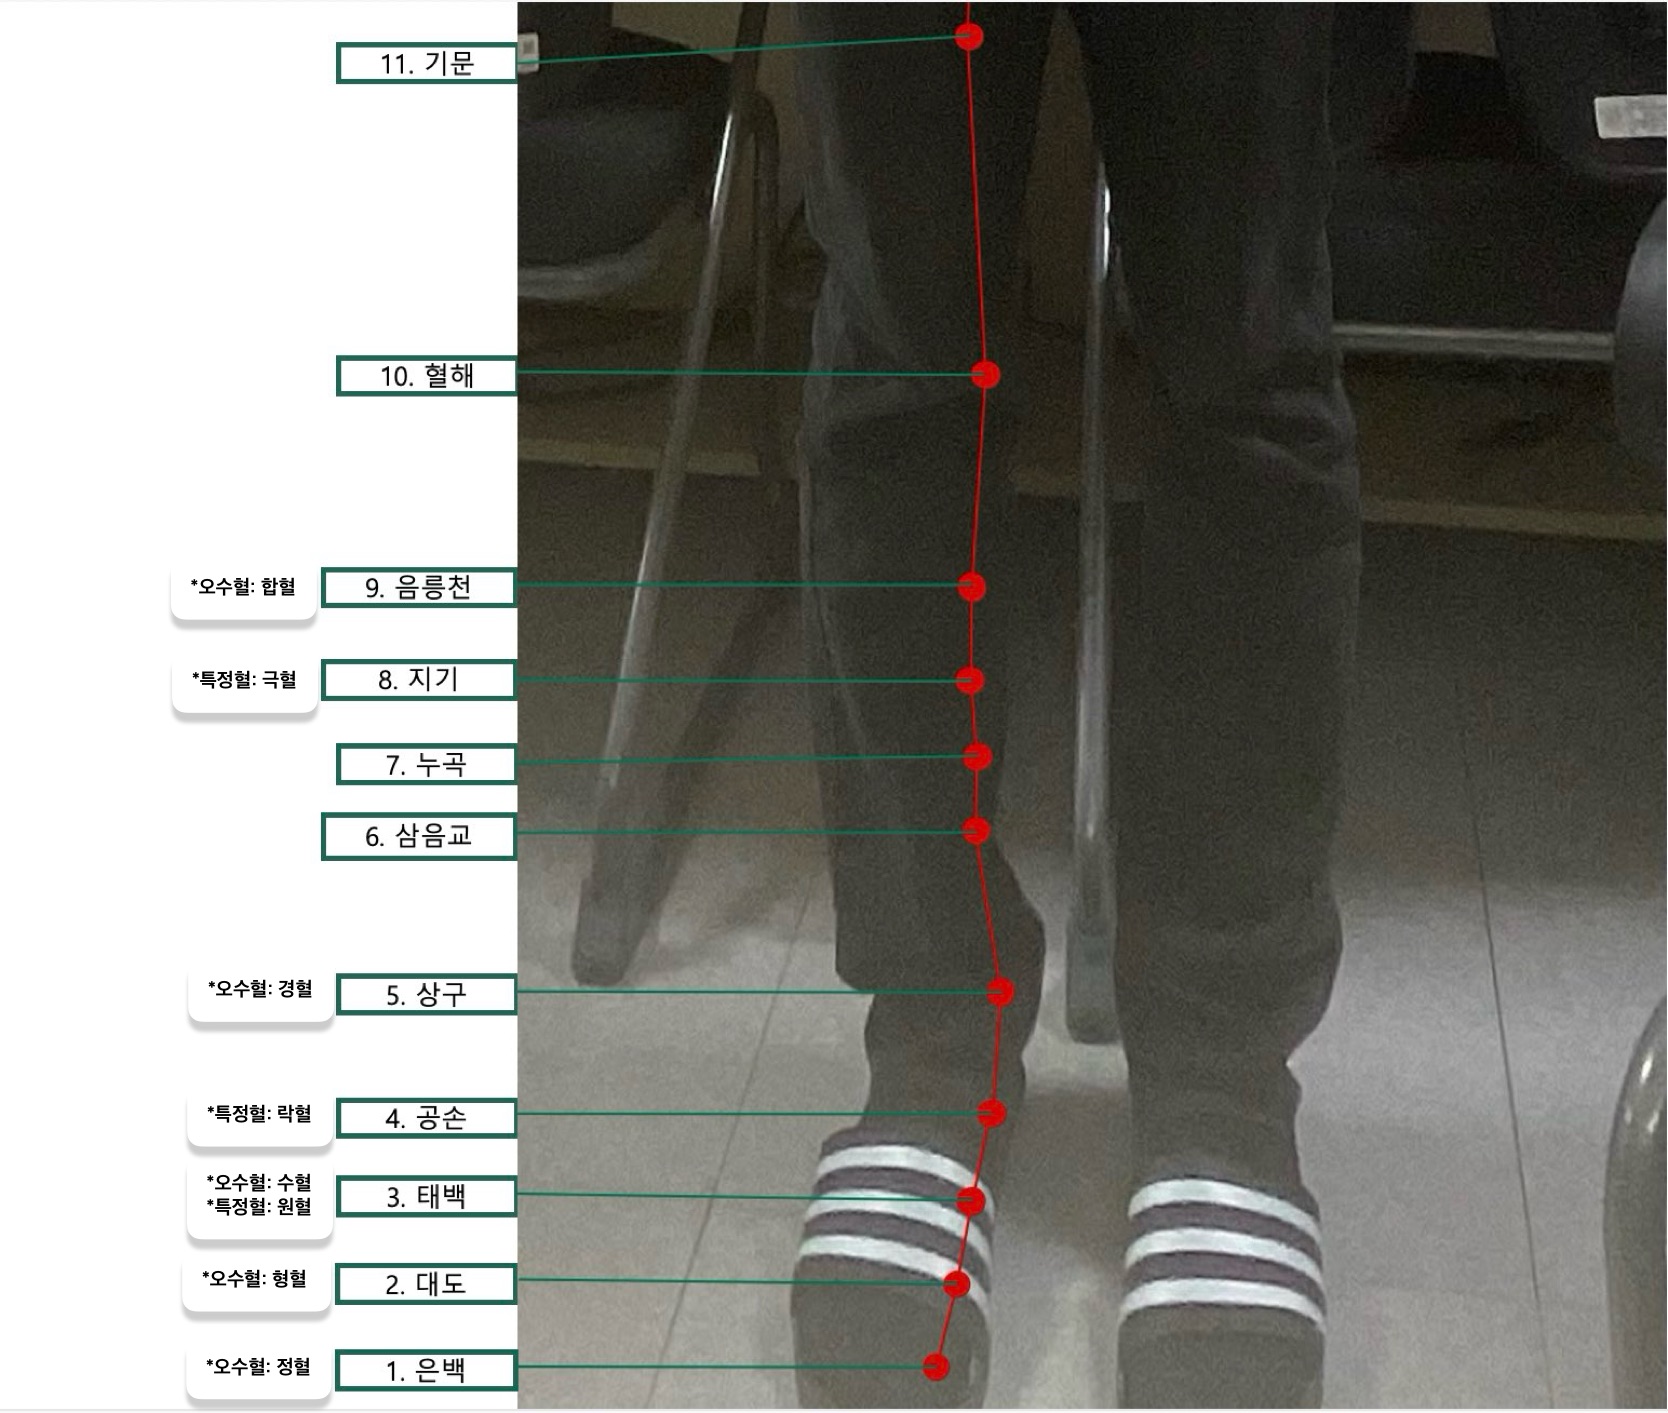 11. 기문
10. 혈해
*오수혈: 합혈
9. 음릉천
*특정혈: 극혈
8. 지기
7. 누곡
6. 삼음교
*오수혈: 경혈
5. 상구
*특정혈: 락혈
4. 공손
*오수혈: 수혈
*특정혈: 원혈
3. 태백
*오수혈: 형혈
2. 대도
*오수혈: 정혈
1. 은백